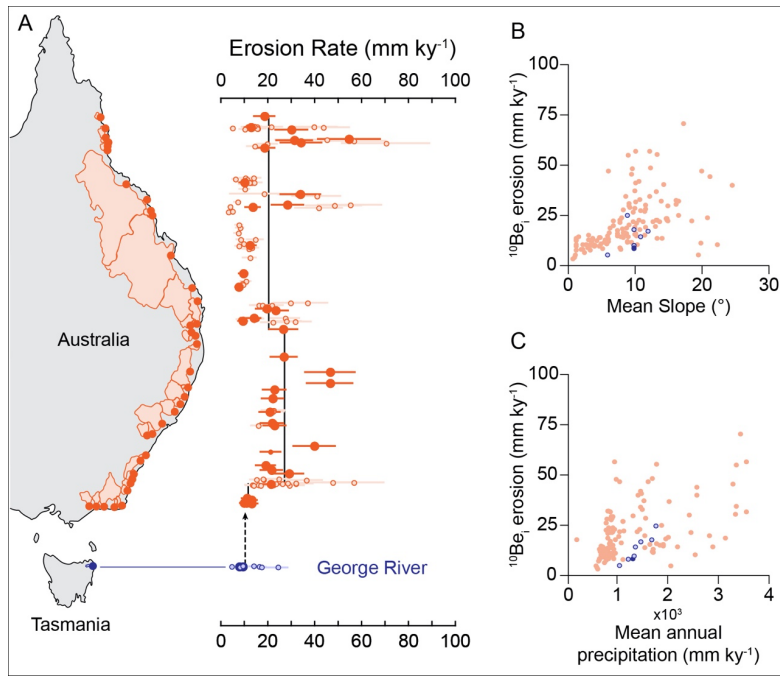 A
Erosion Rate (mm ky⁻¹)
0 20 40 60 80 100
Australia
Tasmania
George River
0 20 40 60 80 100
B
¹⁰Beᵢ erosion (mm ky⁻¹)
100
75
50
25
0
0 10 20 30
Mean Slope (°)
C
¹⁰Beᵢ erosion (mm ky⁻¹)
100
75
50
25
0
0 1 2 3 4
x10³
Mean annual
precipitation (mm ky⁻¹)